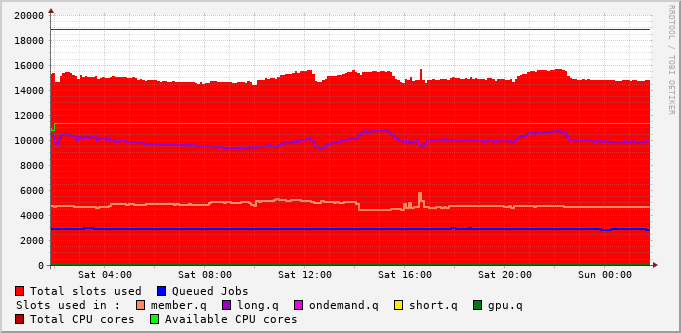 20000
18000
16000
14000
12000
10000
8000
6000
4000
2000
0
Sat 04:00 Sat 08:00 Sat 12:00 Sat 16:00 Sat 20:00 Sun 00:00
Total slots used Queued Jobs
Slots used in : member.q long.q ondemand.q short.q gpu.q
Total CPU cores Available CPU cores
RRDTOOL / TOBI OETIKER